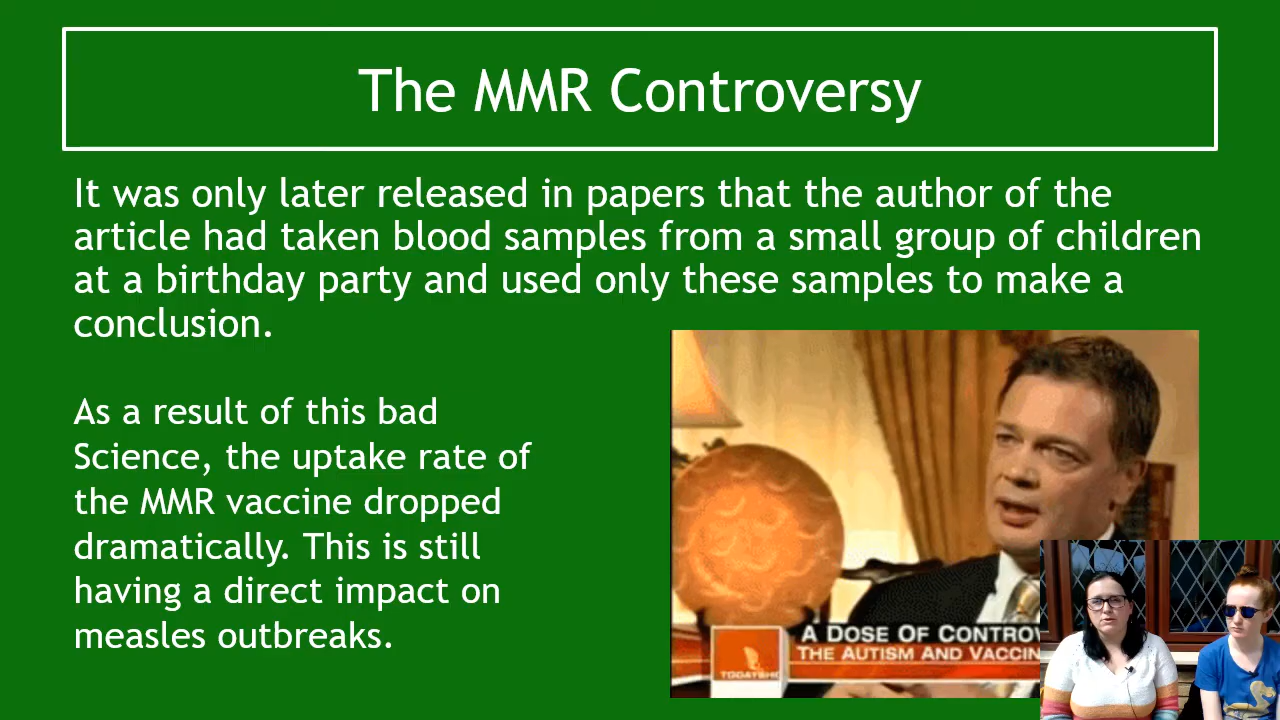 The MMR Controversy
It was only later released in papers that the author of the
article had taken blood samples from a small group of children
at a birthday party and used only these samples to make a
conclusion.
As a result of this bad
Science, the uptake rate of
the MMR vaccine dropped
dramatically. This is still
having a direct impact on
measles outbreaks.
A DOSE OF CONTROV
THE AUTISM AND VACCIN
TODAYSHO